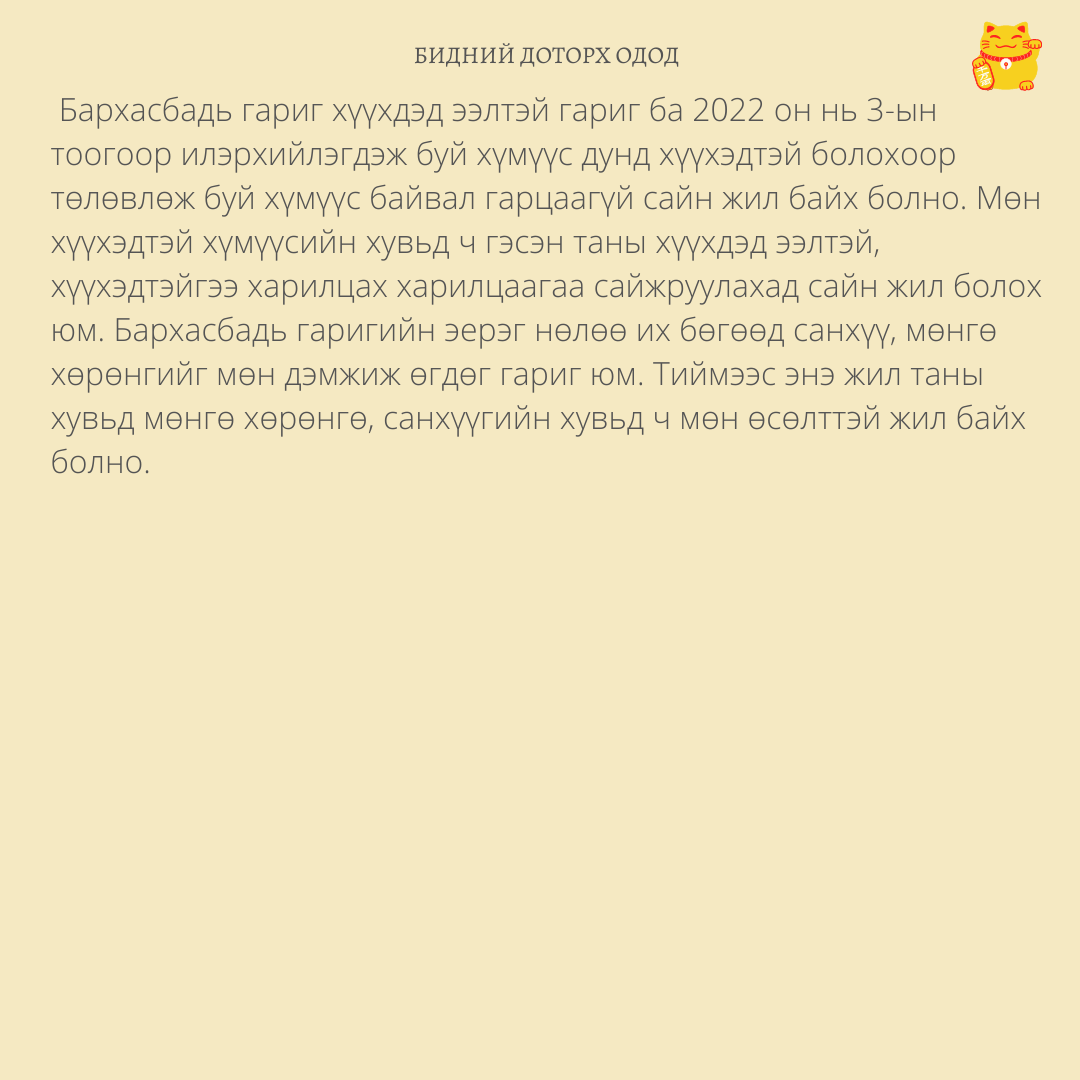 БИДНИЙ ДОТОРХ ОДОД
Бархасбадь гариг хүүхдэд ээлтэй гариг ба 2022 он нь 3-ын
тоогоор илэрхийлэгдэж буй хүмүүс дунд хүүхэдтэй болохоор
төлөвлөж буй хүмүүс байвал гарцаагүй сайн жил байх болно. Мөн
хүүхэдтэй хүмүүсийн хувьд ч гэсэн таны хүүхдэд ээлтэй,
хүүхэдтэйгээ харилцах харилцаагаа сайжруулахад сайн жил болох
юм. Бархасбадь гаригийн эерэг нөлөө их бөгөөд санхүү, мөнгө
хөрөнгийг мөн дэмжиж өгдөг гариг юм. Тиймээс энэ жил таны
хувьд мөнгө хөрөнгө, санхүүгийн хувьд ч мөн өсөлттэй жил байх
болно.